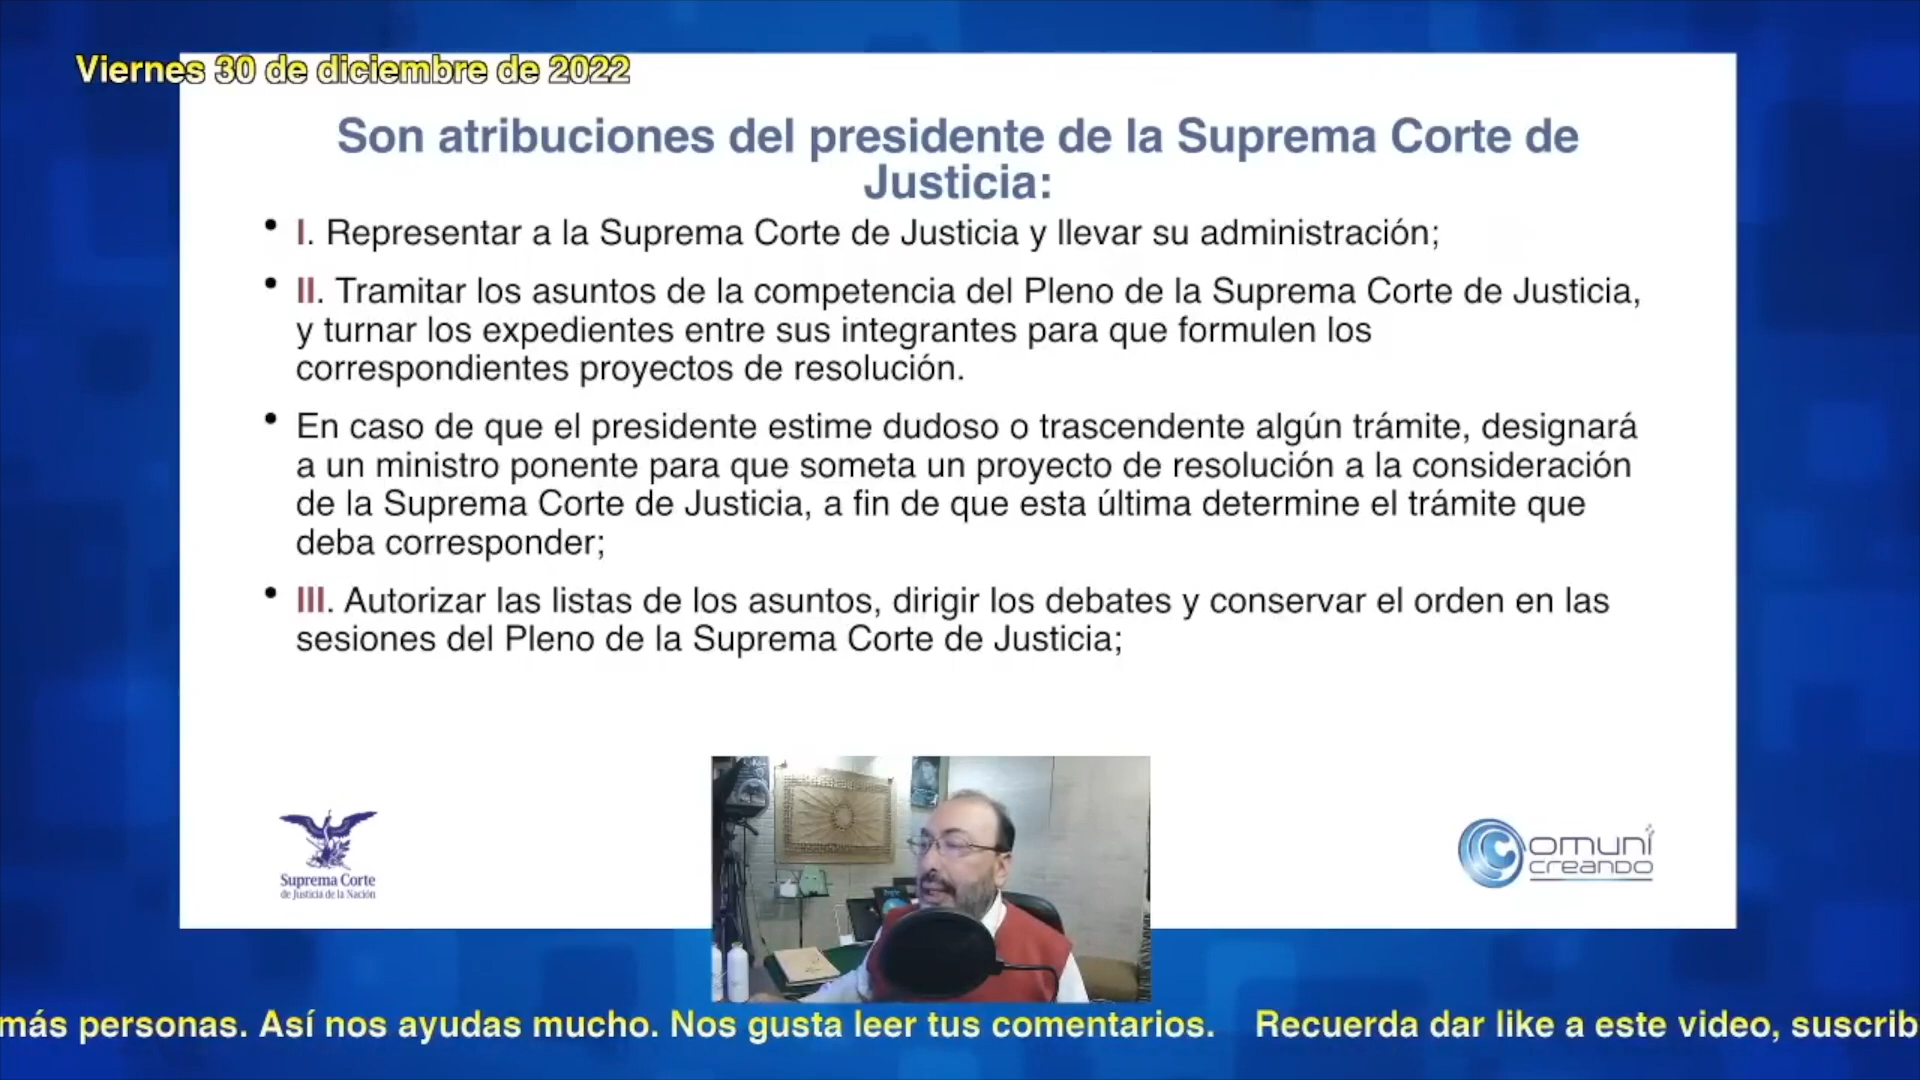 Viernes 30 de diciembre de 2022
Son atribuciones del presidente de la Suprema Corte de
Justicia:
• I. Representar a la Suprema Corte de Justicia y llevar su administración;
• II. Tramitar los asuntos de la competencia del Pleno de la Suprema Corte de Justicia,
y turnar los expedientes entre sus integrantes para que formulen los
correspondientes proyectos de resolución.
• En caso de que el presidente estime dudoso o trascendente algún trámite, designará
a un ministro ponente para que someta un proyecto de resolución a la consideración
de la Suprema Corte de Justicia, a fin de que esta última determine el trámite que
deba corresponder;
• III. Autorizar las listas de los asuntos, dirigir los debates y conservar el orden en las
sesiones del Pleno de la Suprema Corte de Justicia;
Suprema Corte
de Justicia de la Nación
Comuni
creando
más personas. Así nos ayudas mucho. Nos gusta leer tus comentarios. Recuerda dar like a este video, suscrib